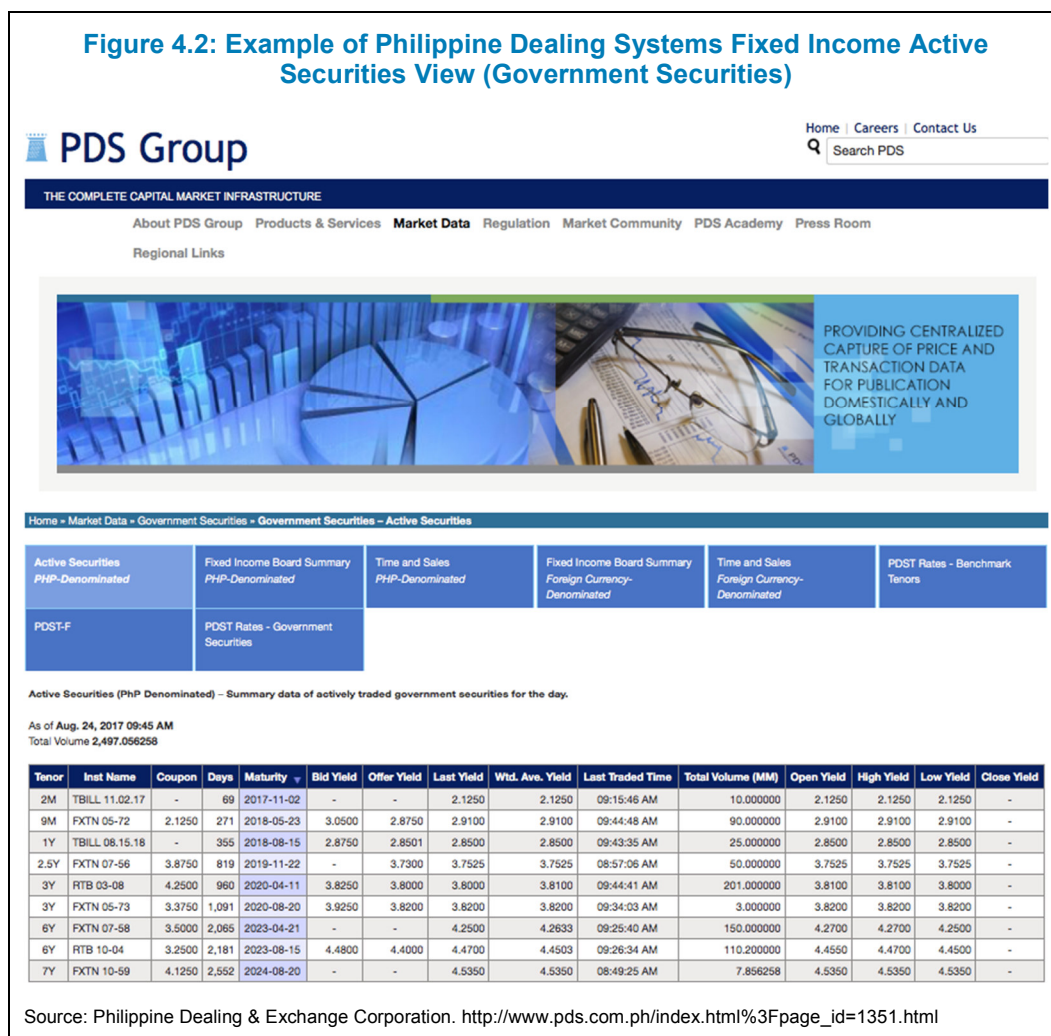 Figure 4.2: Example of Philippine Dealing Systems Fixed Income Active
Securities View (Government Securities)
Home | Careers | Contact Us
PDS Group
Search PDS
THE COMPLETE CAPITAL MARKET INFRASTRUCTURE
About PDS Group Products & Services Market Data Regulation Market Community PDS Academy Press Room
Regional Links
PROVIDING CENTRALIZED
CAPTURE OF PRICE AND
TRANSACTION DATA
FOR PUBLICATION
DOMESTICALLY AND
GLOBALLY
Home » Market Data » Government Securities » Government Securities – Active Securities
Active Securities
PHP-Denominated
Fixed Income Board Summary
PHP-Denominated
Time and Sales
PHP-Denominated
Fixed Income Board Summary
Foreign Currency-
Denominated
Time and Sales
Foreign Currency-
Denominated
PDST Rates - Benchmark
Tenors
PDST-F
PDST Rates - Government
Securities
Active Securities (PhP Denominated) – Summary data of actively traded government securities for the day.
As of Aug. 24, 2017 09:45 AM
Total Volume 2,497.056258
Tenor Inst Name Coupon Days Maturity Bid Yield Offer Yield Last Yield Wtd. Ave. Yield Last Traded Time Total Volume (MM) Open Yield High Yield Low Yield Close Yield
2M TBILL 11.02.17 - 69 2017-11-02 - - 2.1250 2.1250 09:15:46 AM 10.000000 2.1250 2.1250 2.1250 -
9M FXTN 05-72 2.1250 271 2018-05-23 3.0500 2.8750 2.9100 2.9100 09:44:48 AM 90.000000 2.9100 2.9100 2.9100 -
1Y TBILL 08.15.18 - 355 2018-08-15 2.8750 2.8501 2.8500 2.8500 09:43:35 AM 25.000000 2.8500 2.8500 2.8500 -
2.5Y FXTN 07-56 3.8750 819 2019-11-22 - 3.7300 3.7525 3.7525 08:57:06 AM 50.000000 3.7525 3.7525 3.7525 -
3Y RTB 03-08 4.2500 960 2020-04-11 3.8250 3.8000 3.8000 3.8100 09:44:41 AM 201.000000 3.8100 3.8100 3.8000 -
3Y FXTN 05-73 3.3750 1,091 2020-08-20 3.9250 3.8200 3.8200 3.8200 09:34:03 AM 3.000000 3.8200 3.8200 3.8200 -
6Y FXTN 07-58 3.5000 2,065 2023-04-21 - - 4.2500 4.2633 09:25:40 AM 150.000000 4.2700 4.2700 4.2500 -
6Y RTB 10-04 3.2500 2,181 2023-08-15 4.4800 4.4000 4.4700 4.4503 09:26:34 AM 110.200000 4.4550 4.4700 4.4500 -
7Y FXTN 10-59 4.1250 2,552 2024-08-20 - - 4.5350 4.5350 08:49:25 AM 7.856258 4.5350 4.5350 4.5350 -
Source: Philippine Dealing & Exchange Corporation. http://www.pds.com.ph/index.html%3Fpage_id=1351.html